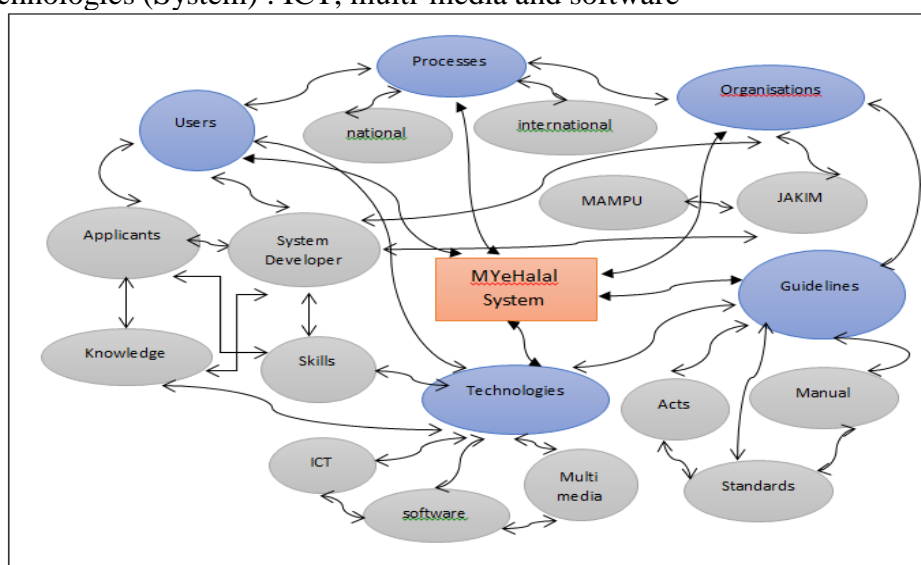 chnologies (System) : ICT, multi-media and software
Processes
Organisations
Users
national
international
MAMPU
JAKIM
Applicants
System
Developer
MYeHalal
System
Guidelines
Knowledge
Skills
Technologies
Acts
Manual
ICT
Multi
media
software
Standards